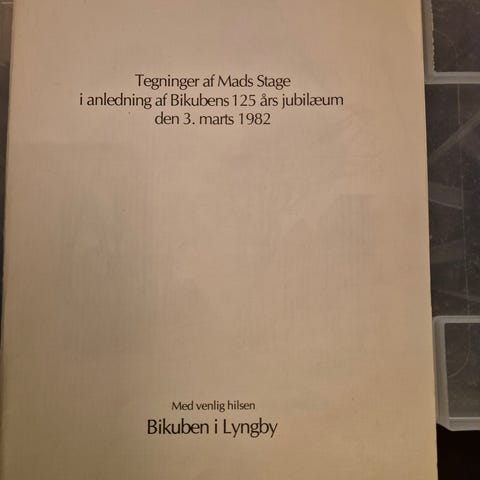 Tegninger af Mads Stage
i anledning af Bikubens 125 års jubilæum
den 3. marts 1982
Med venlig hilsen
Bikuben i Lyngby